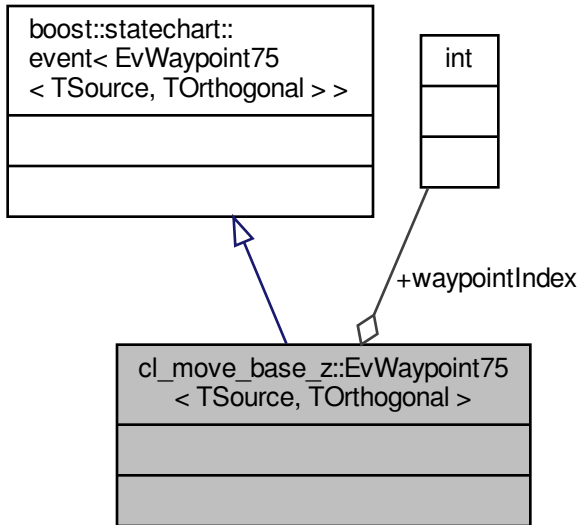 boost::statechart::
event< EvWaypoint75
< TSource, TOrthogonal > >
int
+waypointIndex
cl_move_base_z::EvWaypoint75
< TSource, TOrthogonal >